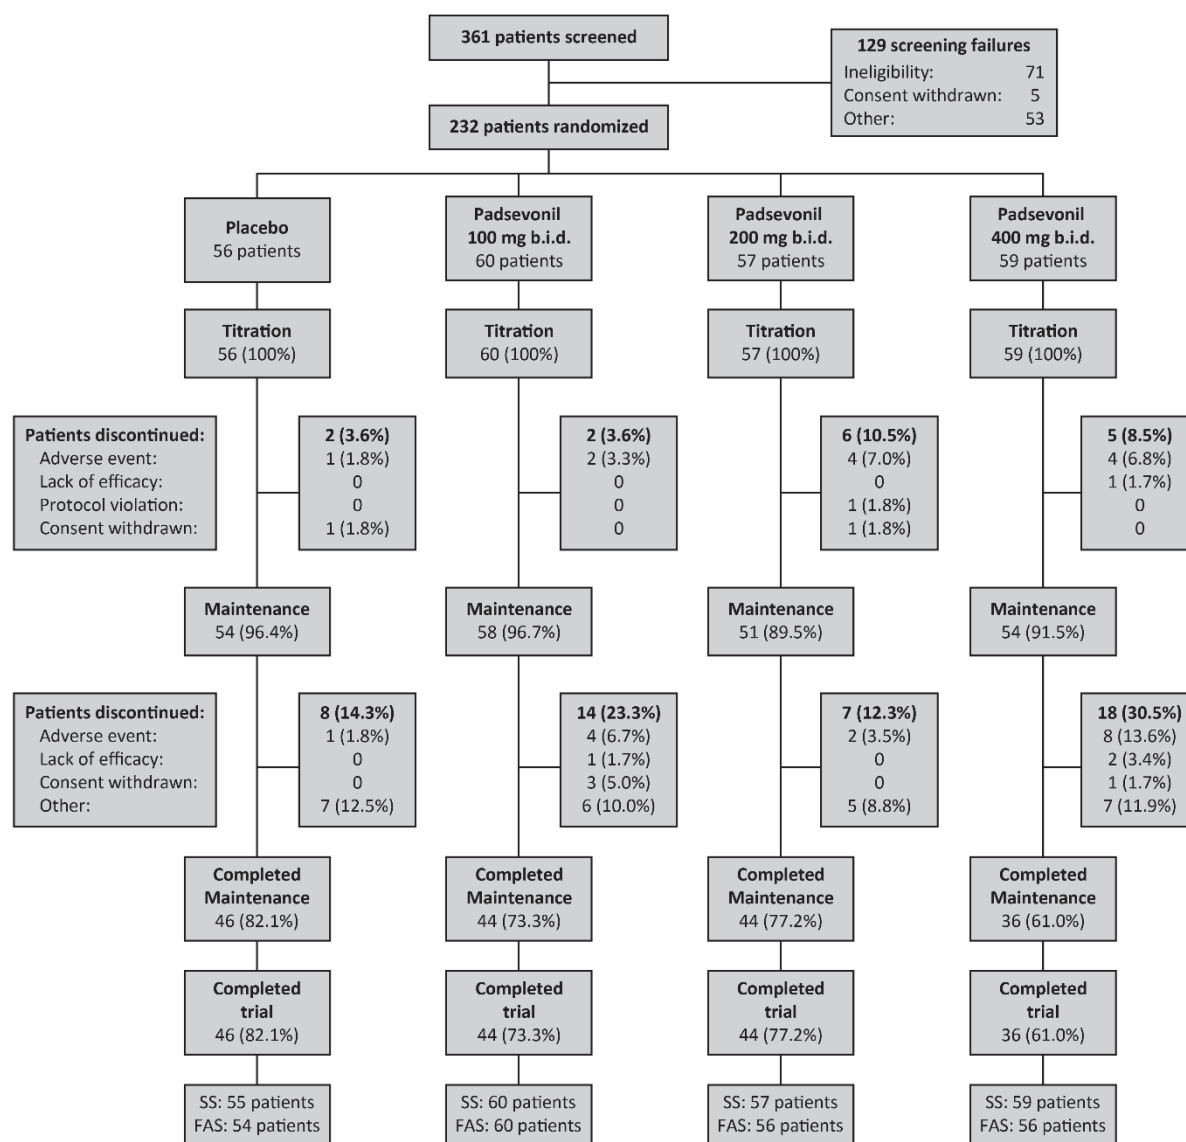 361 patients screened
129 screening failures
Ineligibility: 71
Consent withdrawn: 5
Other: 53
232 patients randomized
Placebo
56 patients
Padsevonil
100 mg b.i.d.
60 patients
Padsevonil
200 mg b.i.d.
57 patients
Padsevonil
400 mg b.i.d.
59 patients
Titration
56 (100%)
Titration
60 (100%)
Titration
57 (100%)
Titration
59 (100%)
Patients discontinued: 2 (3.6%) 2 (3.6%) 6 (10.5%) 5 (8.5%)
Adverse event: 1 (1.8%) 2 (3.3%) 4 (7.0%) 4 (6.8%)
Lack of efficacy: 0 0 0 1 (1.7%)
Protocol violation: 0 0 1 (1.8%) 0
Consent withdrawn: 1 (1.8%) 0 1 (1.8%) 0
Maintenance
54 (96.4%)
Maintenance
58 (96.7%)
Maintenance
51 (89.5%)
Maintenance
54 (91.5%)
Patients discontinued: 8 (14.3%) 14 (23.3%) 7 (12.3%) 18 (30.5%)
Adverse event: 1 (1.8%) 4 (6.7%) 2 (3.5%) 8 (13.6%)
Lack of efficacy: 0 1 (1.7%) 0 2 (3.4%)
Consent withdrawn: 0 3 (5.0%) 0 1 (1.7%)
Other: 7 (12.5%) 6 (10.0%) 5 (8.8%) 7 (11.9%)
Completed
Maintenance
46 (82.1%)
Completed
Maintenance
44 (73.3%)
Completed
Maintenance
44 (77.2%)
Completed
Maintenance
36 (61.0%)
Completed
trial
46 (82.1%)
Completed
trial
44 (73.3%)
Completed
trial
44 (77.2%)
Completed
trial
36 (61.0%)
SS: 55 patients
FAS: 54 patients
SS: 60 patients
FAS: 60 patients
SS: 57 patients
FAS: 56 patients
SS: 59 patients
FAS: 56 patients